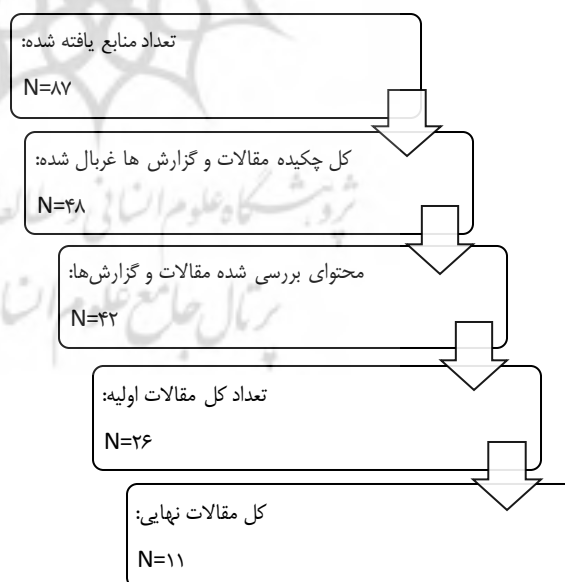 تعداد منابع یافته شده:
N=۸۷
کل چکیده مقالات و گزارش ها غربال شده:
N=۴۸
محتوای بررسی شده مقالات و گزارش‌ها:
N=۴۲
تعداد کل مقالات اولیه:
N=۲۶
کل مقالات نهایی:
N=۱۱